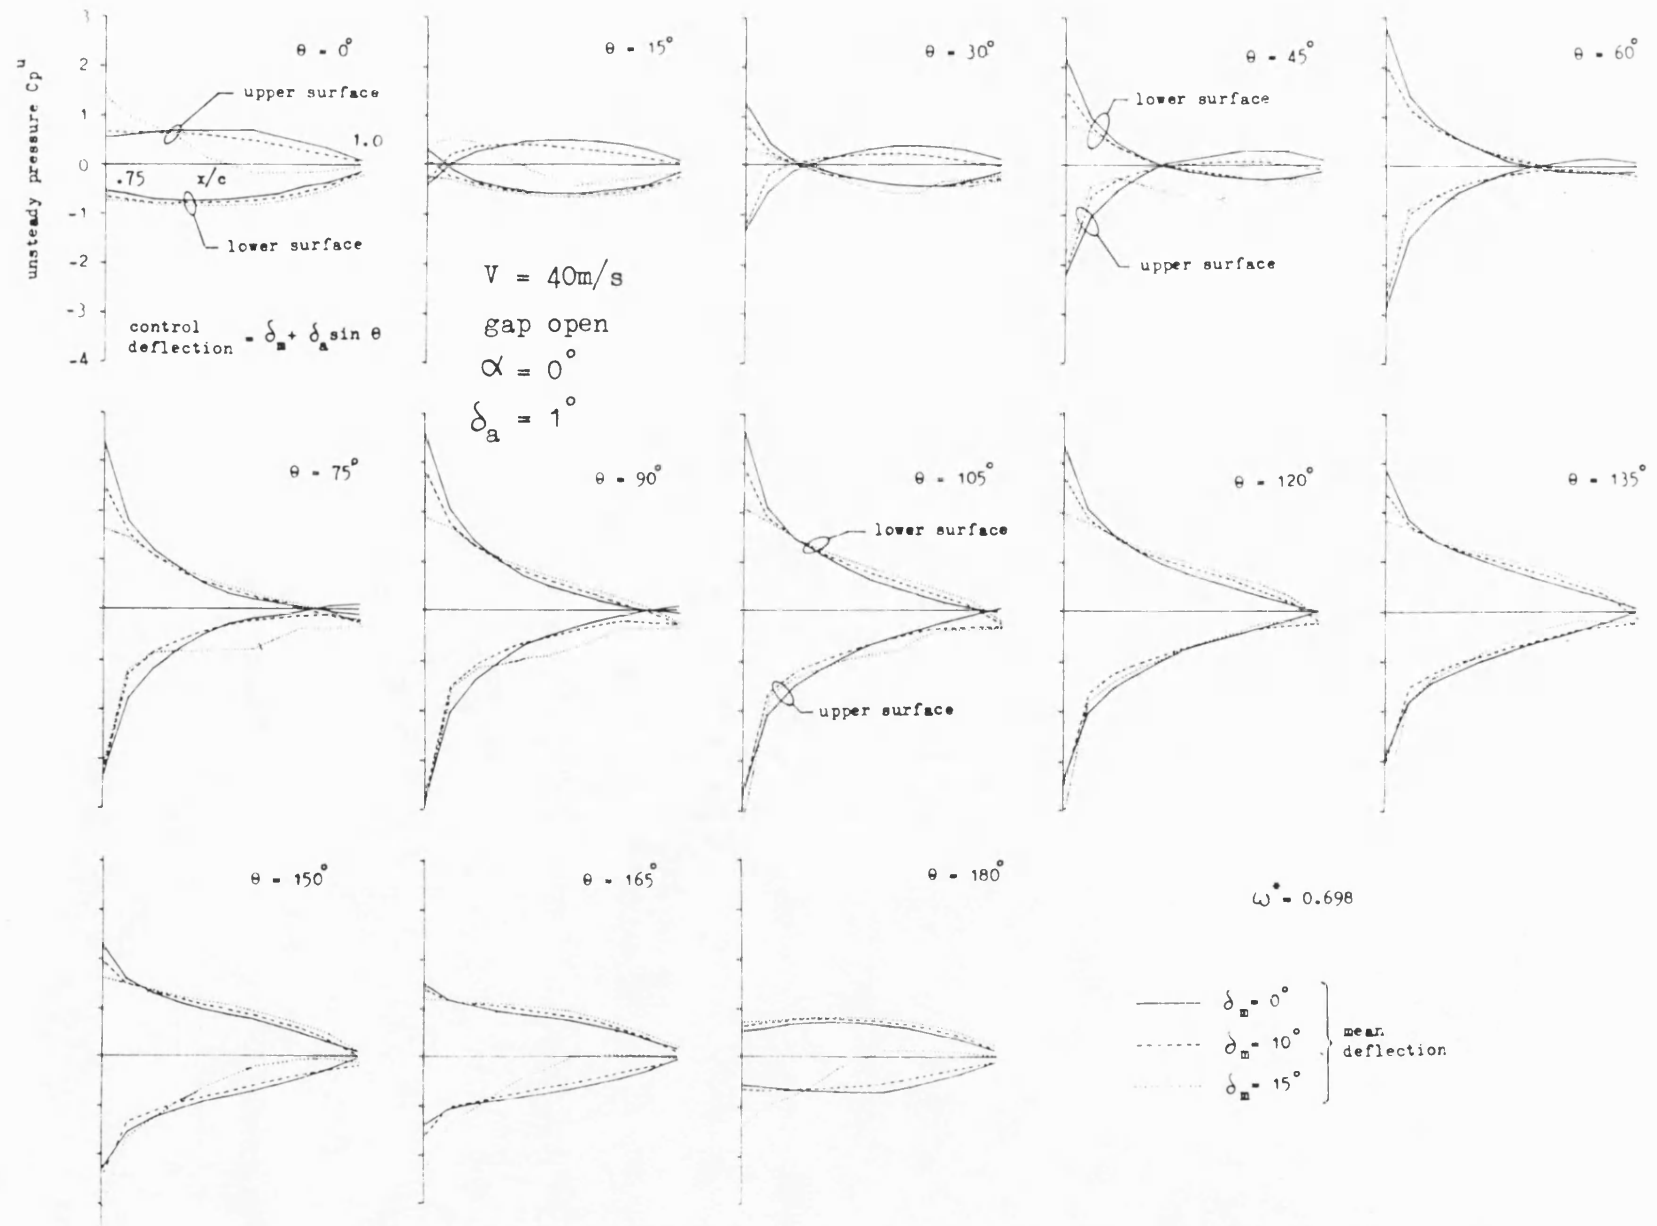 unsteady pressure Cp^u
3
2
1
0
-1
-2
-3
-4
θ = 0°
upper surface
1.0
.75 x/c
lower surface
control deflection = δm + δa sin θ
θ = 15°
V = 40m/s
gap open
α = 0°
δa = 1°
θ = 30°
θ = 45°
lower surface
upper surface
θ = 60°
θ = 75°
θ = 90°
θ = 105°
lower surface
upper surface
θ = 120°
θ = 135°
θ = 150°
θ = 165°
θ = 180°
ω* = 0.698
δm = 0°
δm = 10°
δm = 15°
mean
deflection